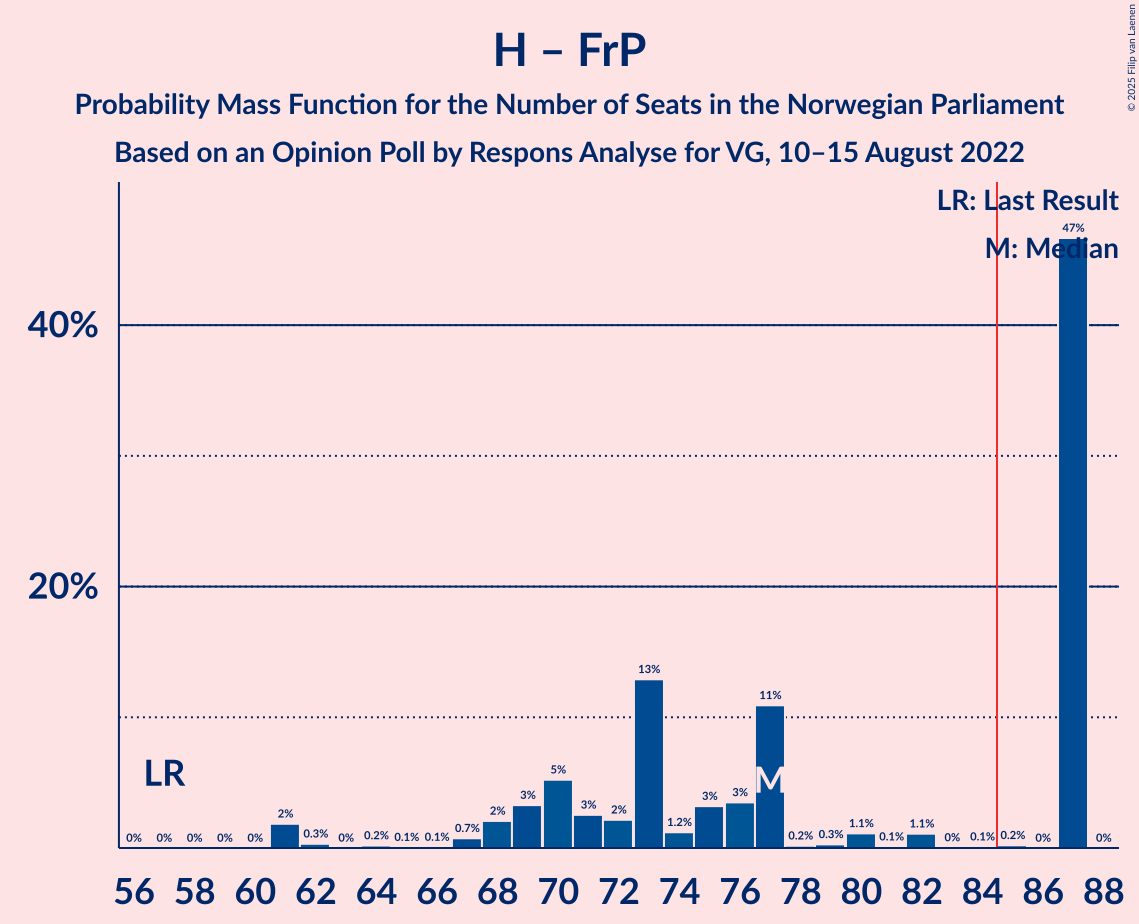 H – FrP
Probability Mass Function for the Number of Seats in the Norwegian Parliament
Based on an Opinion Poll by Respons Analyse for VG, 10–15 August 2022
© 2025 Filip van Laenen
LR: Last Result
M: Median
47%
40%
20%
13%
11%
LR
M
0% 0% 0% 0% 0% 2% 0.3% 0% 0.2% 0.1% 0.1% 0.7% 2% 3% 5% 3% 2% 1.2% 3% 3% 0.2% 0.3% 1.1% 0.1% 1.1% 0% 0.1% 0.2% 0% 0%
56 58 60 62 64 66 68 70 72 74 76 78 80 82 84 86 88